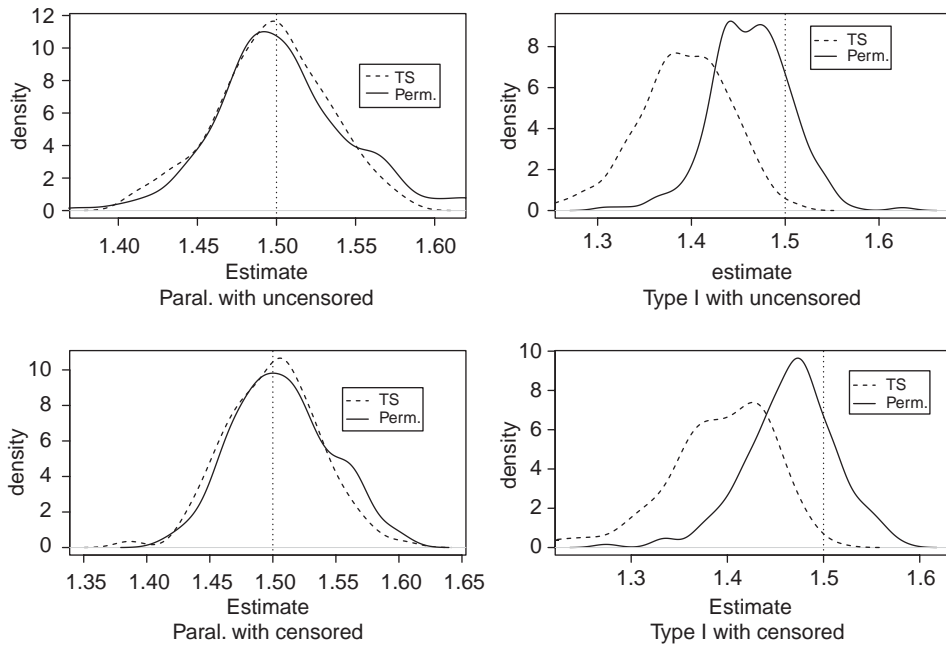 density
12
10
8
6
4
2
0
TS
Perm.
1.40
1.45
1.50
1.55
1.60
Estimate
Paral. with uncensored
density
8
6
4
2
0
TS
Perm.
1.3
1.4
1.5
1.6
estimate
Type I with uncensored
density
10
8
6
4
2
0
TS
Perm.
1.35
1.40
1.50
1.55
1.60
1.65
Estimate
Paral. with censored
density
10
8
6
4
2
0
TS
Perm.
1.3
1.4
1.5
1.6
Estimate
Type I with censored